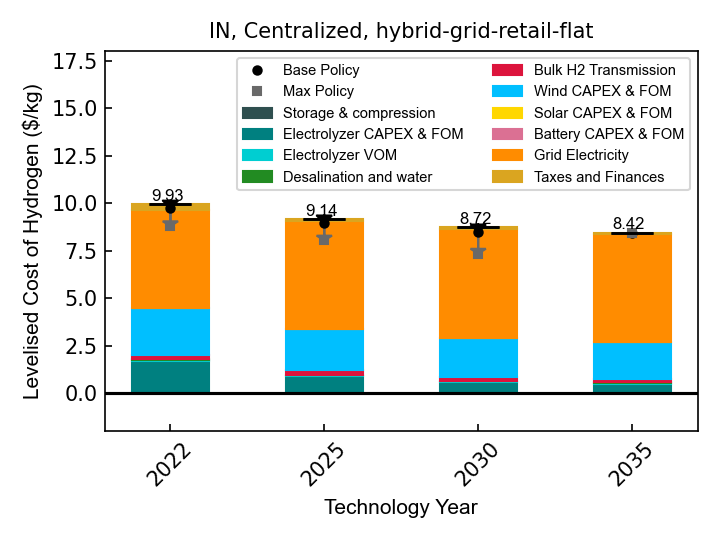 IN, Centralized, hybrid-grid-retail-flat
Levelised Cost of Hydrogen ($/kg)
17.5
15.0
12.5
10.0
7.5
5.0
2.5
0.0
Base Policy
Max Policy
Storage & compression
Electrolyzer CAPEX & FOM
Electrolyzer VOM
Desalination and water
Bulk H2 Transmission
Wind CAPEX & FOM
Solar CAPEX & FOM
Battery CAPEX & FOM
Grid Electricity
Taxes and Finances
9.93
9.14
8.72
8.42
2022
2025
2030
2035
Technology Year